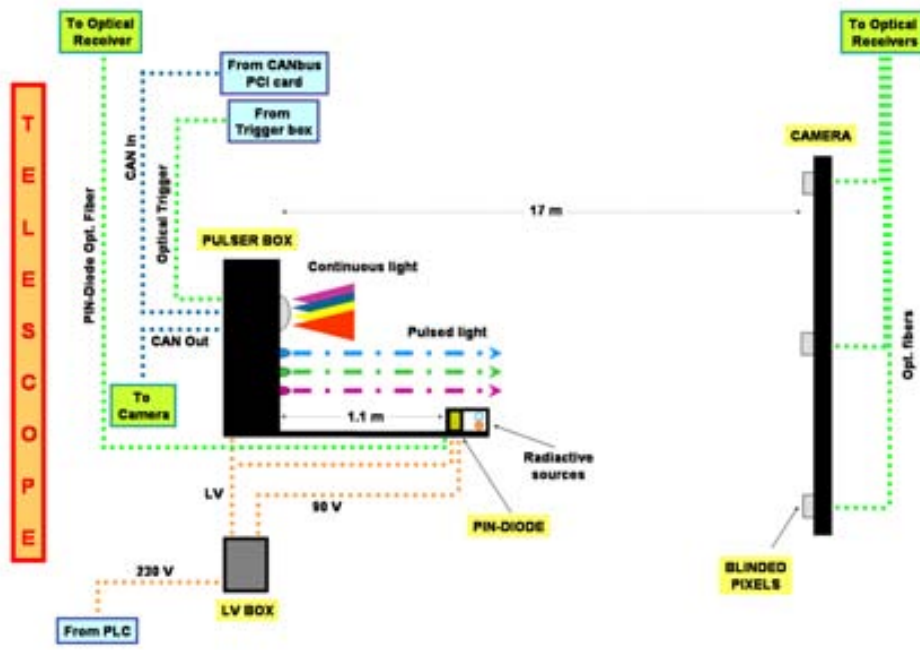 To Optical
Receiver
To Optical
Receivers
From CANbus
PCI card
From
Trigger box
CAMERA
TELESCOPE
CAN In
Optical Trigger
PIN-Diode Opt. Fiber
17 m
PULSER BOX
Continuous light
Pulsed light
CAN Out
Opt. fibers
To
Camera
1.1 m
Radiactive
sources
LV
90 V
PIN-DIODE
BLINDED
PIXELS
230 V
LV BOX
From PLC